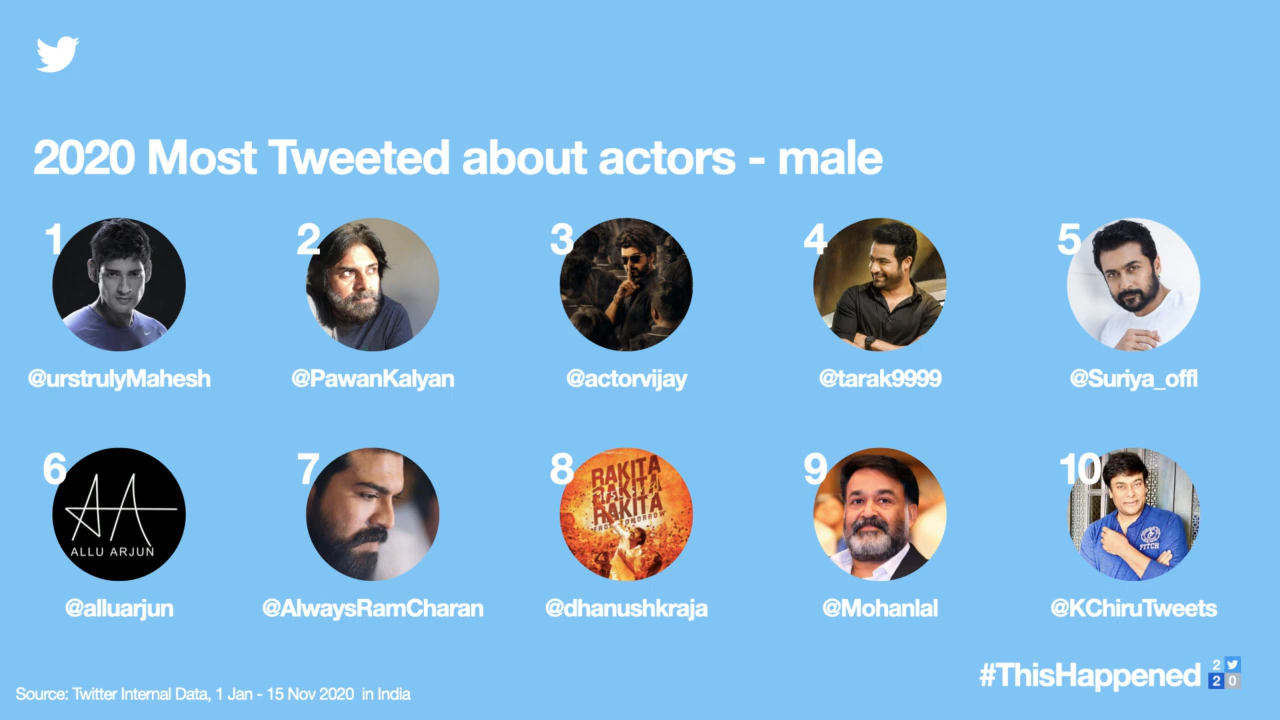 2020 Most Tweeted about actors - male
1
@urstrulyMahesh
2
@PawanKalyan
3
@actorvijay
4
@tarak9999
5
@Suriya_offl
6
ALLU ARJUN
@alluarjun
7
@AlwaysRamCharan
8
RAKITA
RAKITA
RAKITA
FROM TOMORROW
@dhanushkraja
9
@Mohanlal
10
FITCH
@KChiruTweets
#ThisHappened
2
2 0
Source: Twitter Internal Data, 1 Jan - 15 Nov 2020 in India